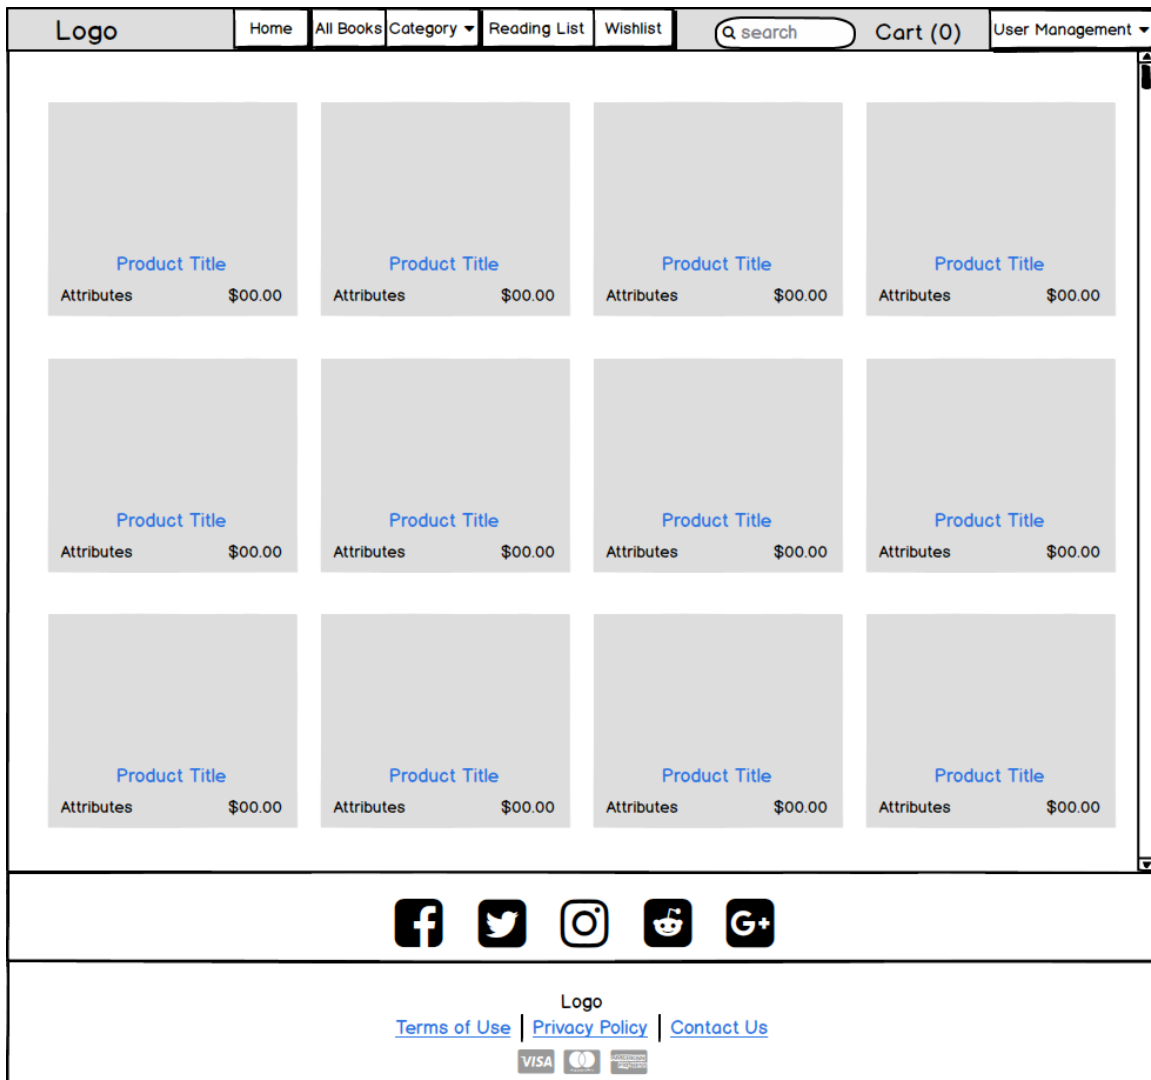 Logo Home All Books Category Reading List Wishlist search Cart (0) User Management
Product Title Product Title Product Title Product Title
Attributes $00.00 Attributes $00.00 Attributes $00.00 Attributes $00.00
Product Title Product Title Product Title Product Title
Attributes $00.00 Attributes $00.00 Attributes $00.00 Attributes $00.00
Product Title Product Title Product Title Product Title
Attributes $00.00 Attributes $00.00 Attributes $00.00 Attributes $00.00
G+
Logo
Terms of Use Privacy Policy Contact Us
VISA AMERICAN EXPRESS